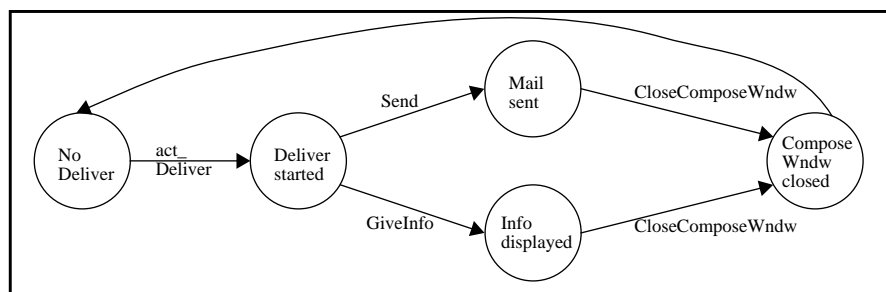 No
Deliver
act_
Deliver
Deliver
started
Send
GiveInfo
Mail
sent
Info
displayed
CloseComposeWndw
CloseComposeWndw
Compose
Wndw
closed